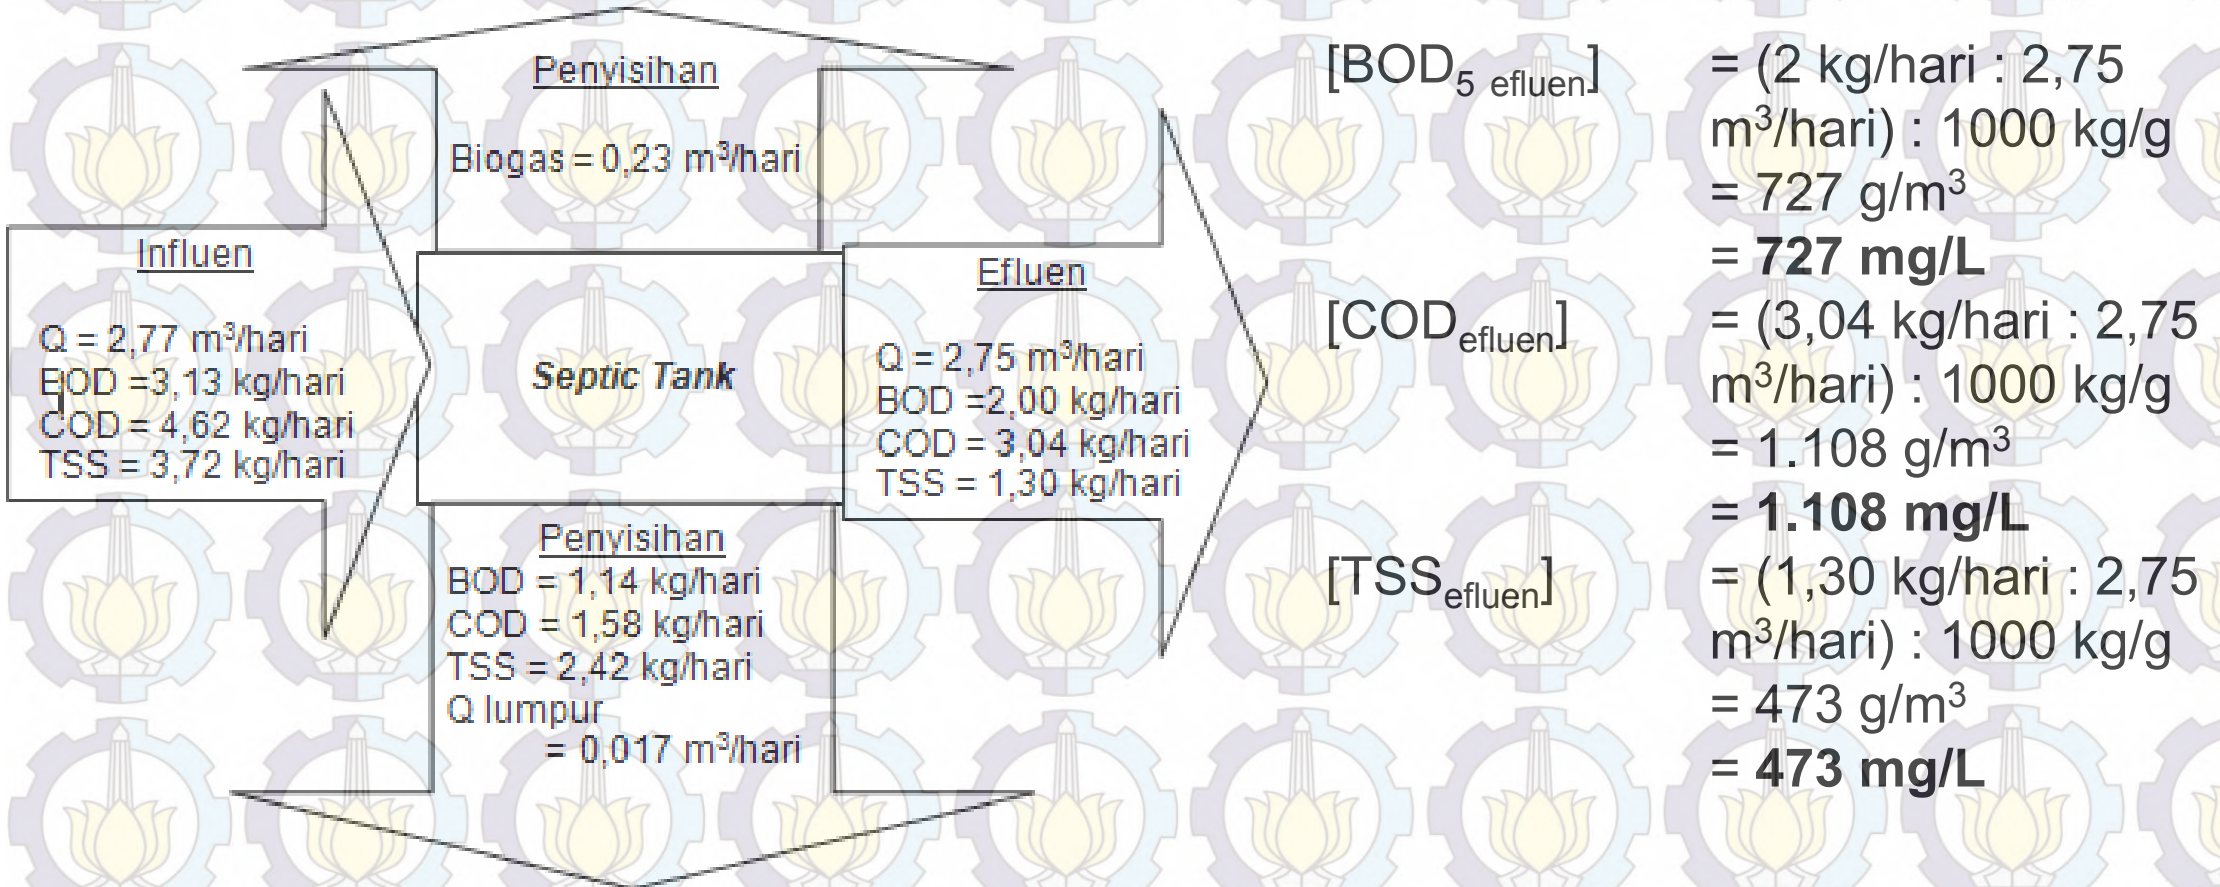 Penyisihan
Biogas = 0,23 m³/hari
Influen
Q = 2,77 m³/hari
BOD =3,13 kg/hari
COD = 4,62 kg/hari
TSS = 3,72 kg/hari
Septic Tank
Efluen
Q = 2,75 m³/hari
BOD =2,00 kg/hari
COD = 3,04 kg/hari
TSS = 1,30 kg/hari
Penyisihan
BOD = 1,14 kg/hari
COD = 1,58 kg/hari
TSS = 2,42 kg/hari
Q lumpur
= 0,017 m³/hari
[BOD₅ efluen] = (2 kg/hari : 2,75
m³/hari) : 1000 kg/g
= 727 g/m³
= 727 mg/L
[COD efluen] = (3,04 kg/hari : 2,75
m³/hari) : 1000 kg/g
= 1.108 g/m³
= 1.108 mg/L
[TSS efluen] = (1,30 kg/hari : 2,75
m³/hari) : 1000 kg/g
= 473 g/m³
= 473 mg/L